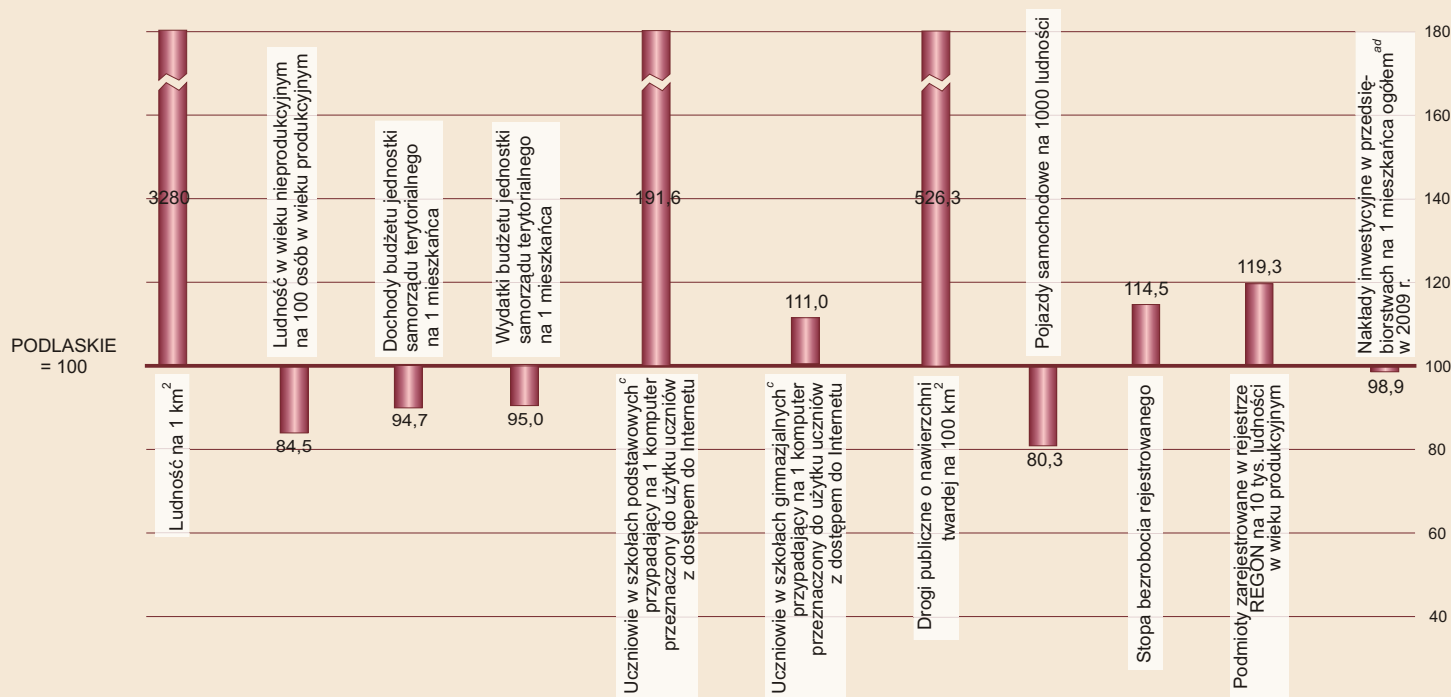 180
160
140
120
100
80
60
40
PODLASKIE
= 100
3280
Ludność na 1 km²
Ludność w wieku nieprodukcyjnym
na 100 osób w wieku produkcyjnym
84,5
Dochody budżetu jednostki
samorządu terytorialnego
na 1 mieszkańca
94,7
Wydatki budżetu jednostki
samorządu terytorialnego
na 1 mieszkańca
95,0
191,6
Uczniowie w szkołach podstawowych c
przypadający na 1 komputer
przeznaczony do użytku uczniów
z dostępem do Internetu
111,0
Uczniowie w szkołach gimnazjalnych c
przypadający na 1 komputer
przeznaczony do użytku uczniów
z dostępem do Internetu
526,3
Drogi publiczne o nawierzchni
twardej na 100 km²
Pojazdy samochodowe na 1000 ludności
80,3
114,5
Stopa bezrobocia rejestrowanego
119,3
Podmioty zarejestrowane w rejestrze
REGON na 10 tys. ludności
w wieku produkcyjnym
Nakłady inwestycyjne w przedsię-
biorstwach na 1 mieszkańca ogółem ad
w 2009 r.
98,9